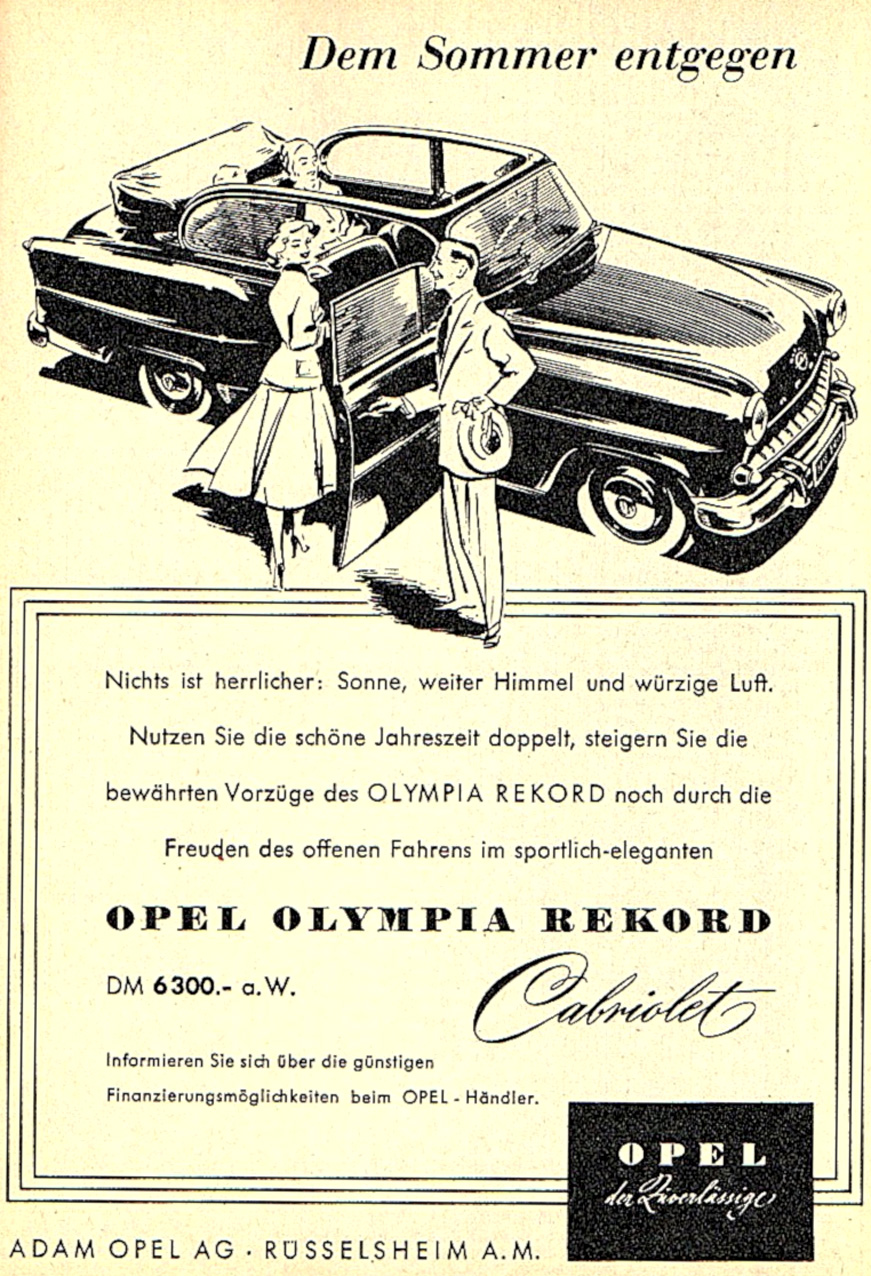 Dem Sommer entgegen
Nichts ist herrlicher: Sonne, weiter Himmel und würzige Luft.
Nutzen Sie die schöne Jahreszeit doppelt, steigern Sie die
bewährten Vorzüge des OLYMPIA REKORD noch durch die
Freuden des offenen Fahrens im sportlich-eleganten
OPEL OLYMPIA REKORD
DM 6300.- a.W.
Cabriolet
Informieren Sie sich über die günstigen
Finanzierungsmöglichkeiten beim OPEL - Händler.
OPEL
der Zuverlässige
ADAM OPEL AG · RÜSSELSHEIM A.M.